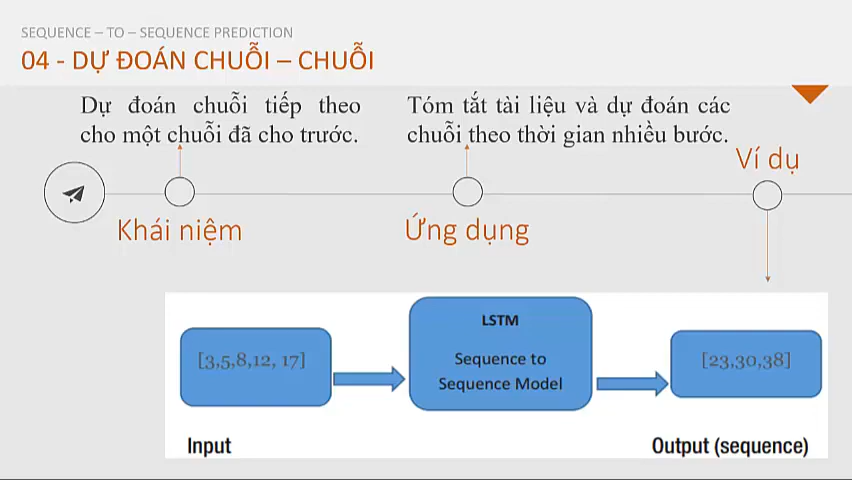 SEQUENCE – TO – SEQUENCE PREDICTION
04 - DỰ ĐOÁN CHUỖI – CHUỖI
Dự đoán chuỗi tiếp theo
cho một chuỗi đã cho trước.
Tóm tắt tài liệu và dự đoán các
chuỗi theo thời gian nhiều bước.
Ví dụ
Khái niệm
Ứng dụng
LSTM
Sequence to
Sequence Model
[3,5,8,12, 17]
[23,30,38]
Input
Output (sequence)